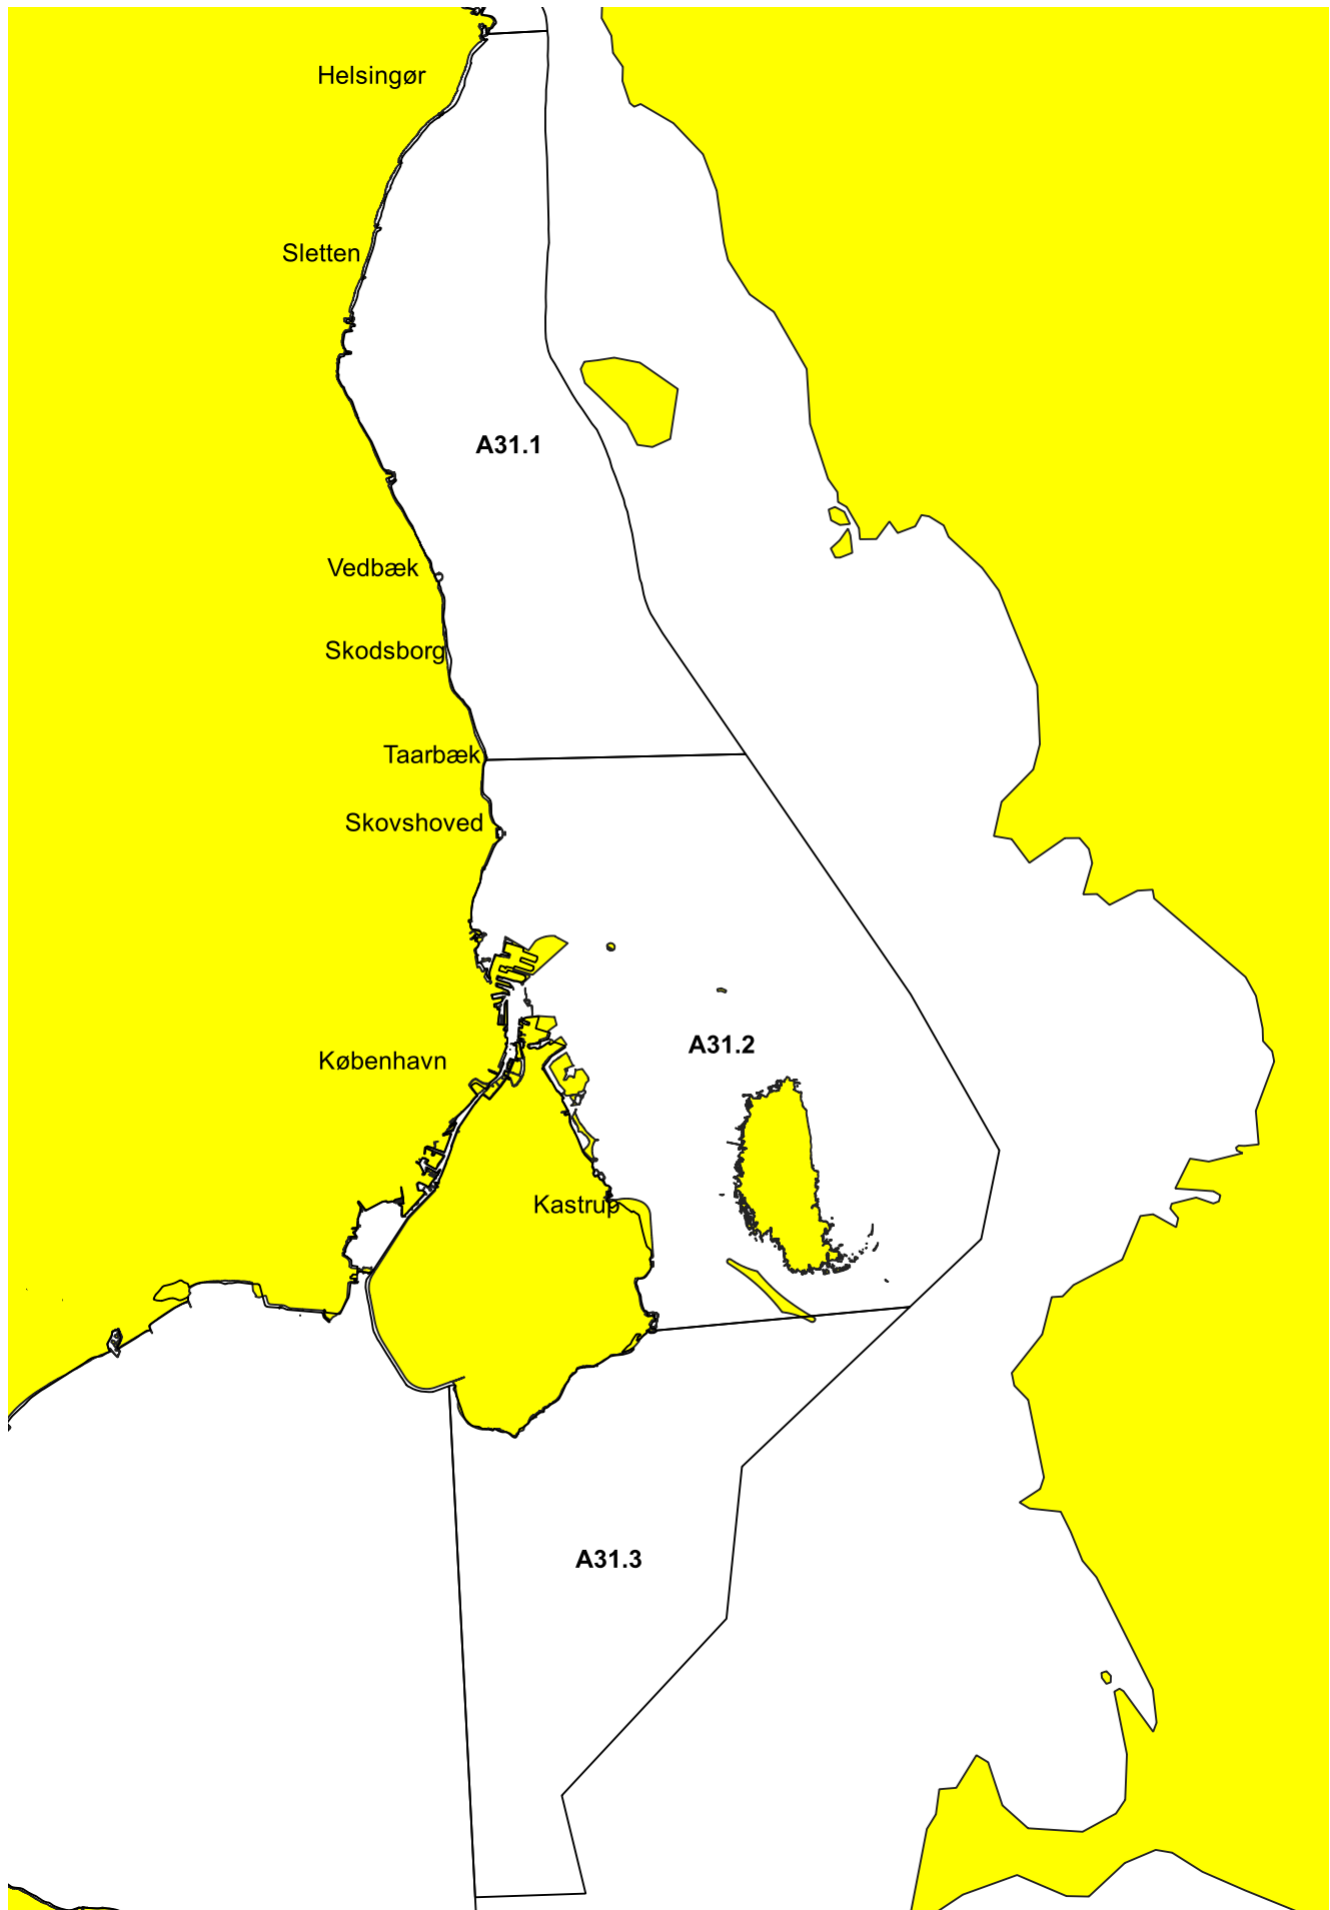 Helsingør
Sletten
A31.1
Vedbæk
Skodsborg
Taarbæk
Skovshoved
A31.2
København
Kastrup
A31.3